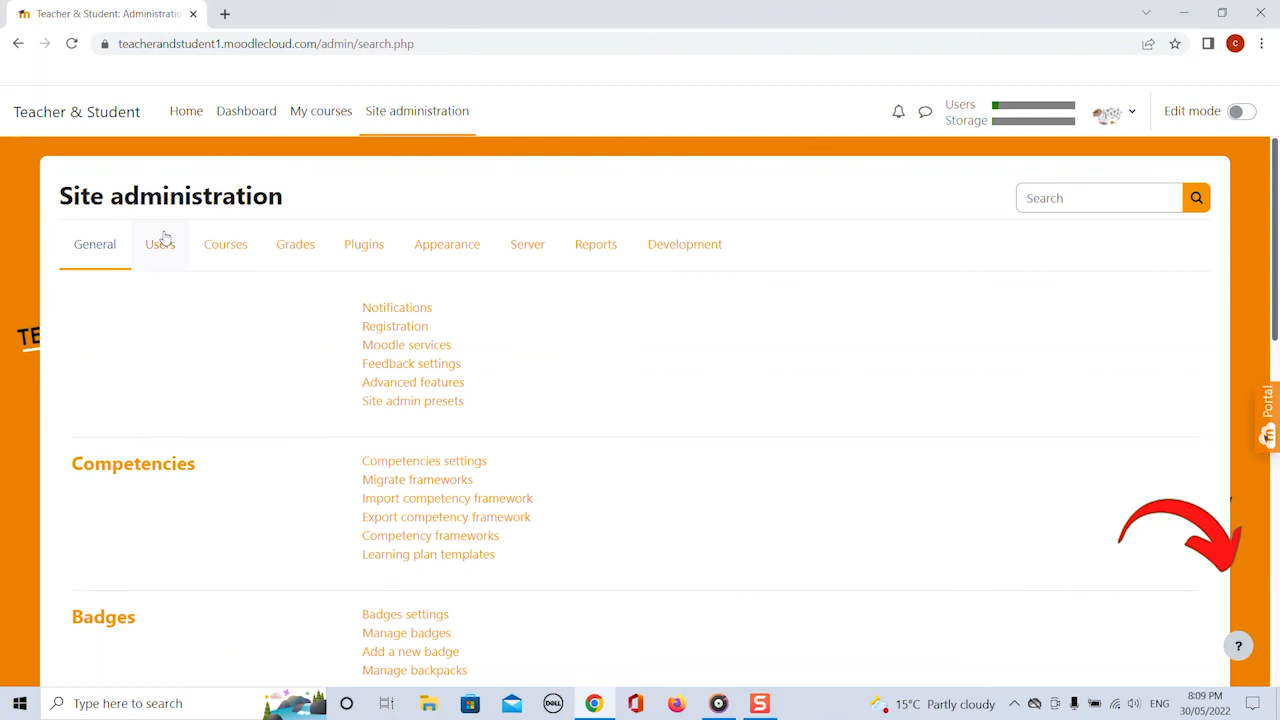 Teacher & Student: Administratio
teacherandstudent1.moodlecloud.com/admin/search.php
C
Teacher & Student
Home
Dashboard
My courses
Site administration
Users
Storage
Edit mode
Site administration
Search
General
Users
Courses
Grades
Plugins
Appearance
Server
Reports
Development
Notifications
Registration
Moodle services
Feedback settings
Advanced features
Site admin presets
TE
Portal
Competencies
Competencies settings
Migrate frameworks
Import competency framework
Export competency framework
Competency frameworks
Learning plan templates
Badges
Badges settings
Manage badges
Add a new badge
Manage backpacks
?
Type here to search
DELL
S
15°C Partly cloudy
ENG
8:09 PM
30/05/2022